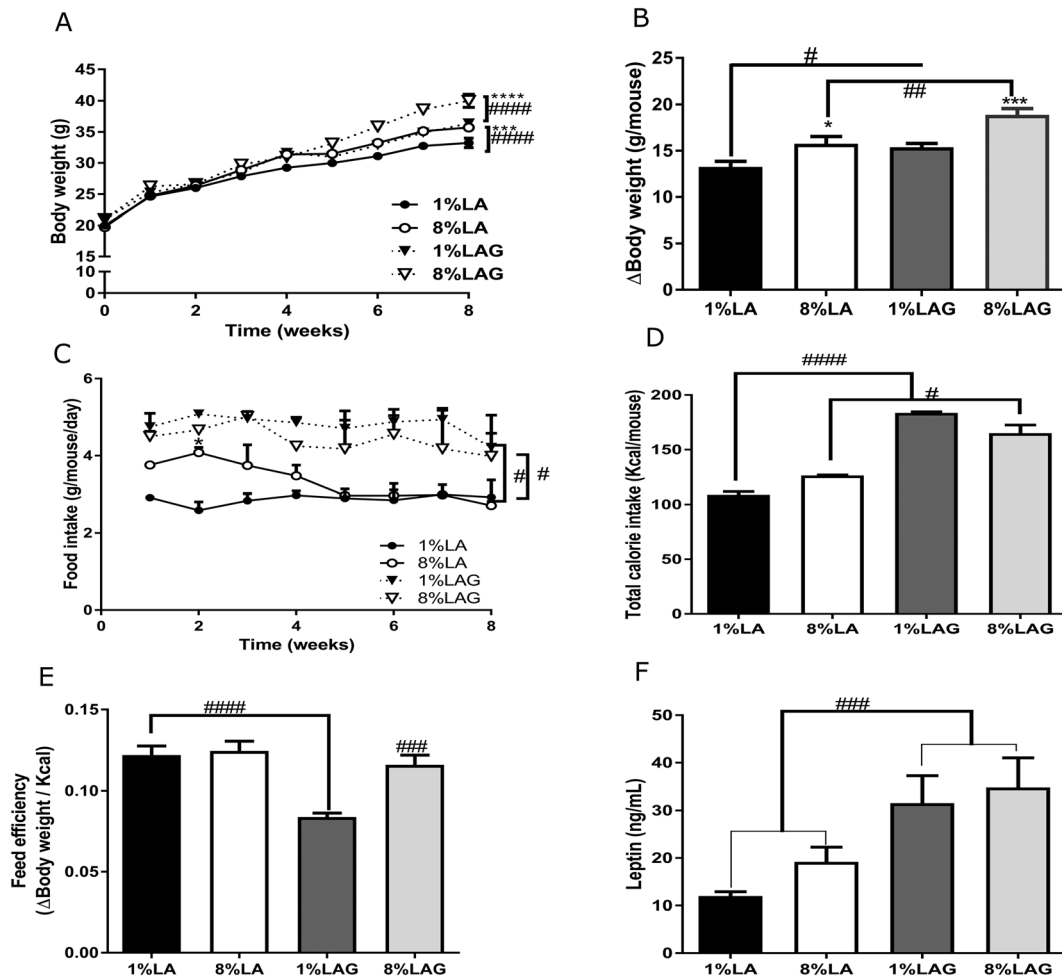 A
Body weight (g)
45
40
35
30
25
20
15
10
0
0 2 4 6 8
Time (weeks)
****
####
***
####
1%LA
8%LA
1%LAG
8%LAG
B
ΔBody weight (g/mouse)
25
20
15
10
5
0
#
##
*
***
1%LA 8%LA 1%LAG 8%LAG
C
Food intake (g/mouse/day)
6
4
2
0
0 2 4 6 8
Time (weeks)
*
# #
1%LA
8%LA
1%LAG
8%LAG
D
Total calorie intake (Kcal/mouse)
200
150
100
50
0
####
#
1%LA 8%LA 1%LAG 8%LAG
E
Feed efficiency
(ΔBody weight / Kcal)
0.15
0.10
0.05
0.00
####
###
1%LA 8%LA 1%LAG 8%LAG
F
Leptin (ng/mL)
50
40
30
20
10
0
###
1%LA 8%LA 1%LAG 8%LAG